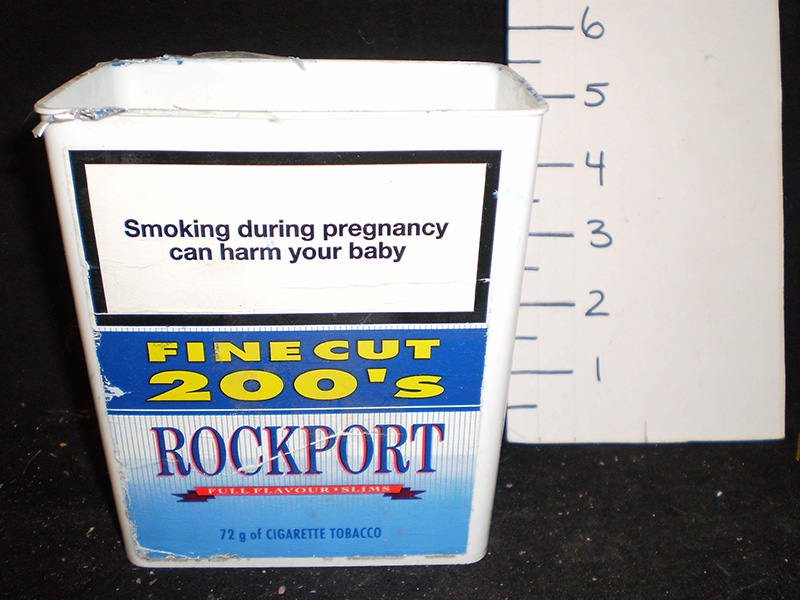 Smoking during pregnancy
can harm your baby
FINE CUT
200's
ROCKPORT
FULL FLAVOUR • SLIMS
72 g of CIGARETTE TOBACCO
6
5
4
3
2
1